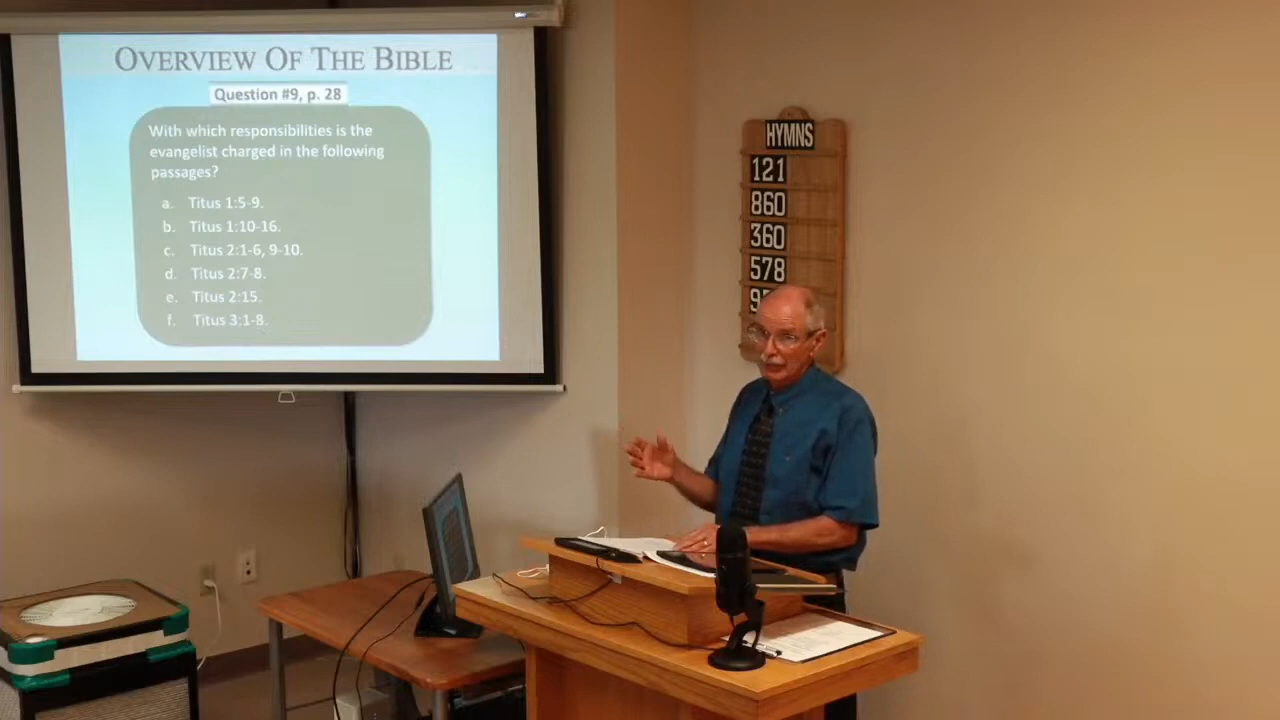 OVERVIEW OF THE BIBLE
Question #9, p. 28
With which responsibilities is the
evangelist charged in the following
passages?
a. Titus 1:5-9.
b. Titus 1:10-16.
c. Titus 2:1-6, 9-10.
d. Titus 2:7-8.
e. Titus 2:15.
f. Titus 3:1-8.
HYMNS
121
860
360
578